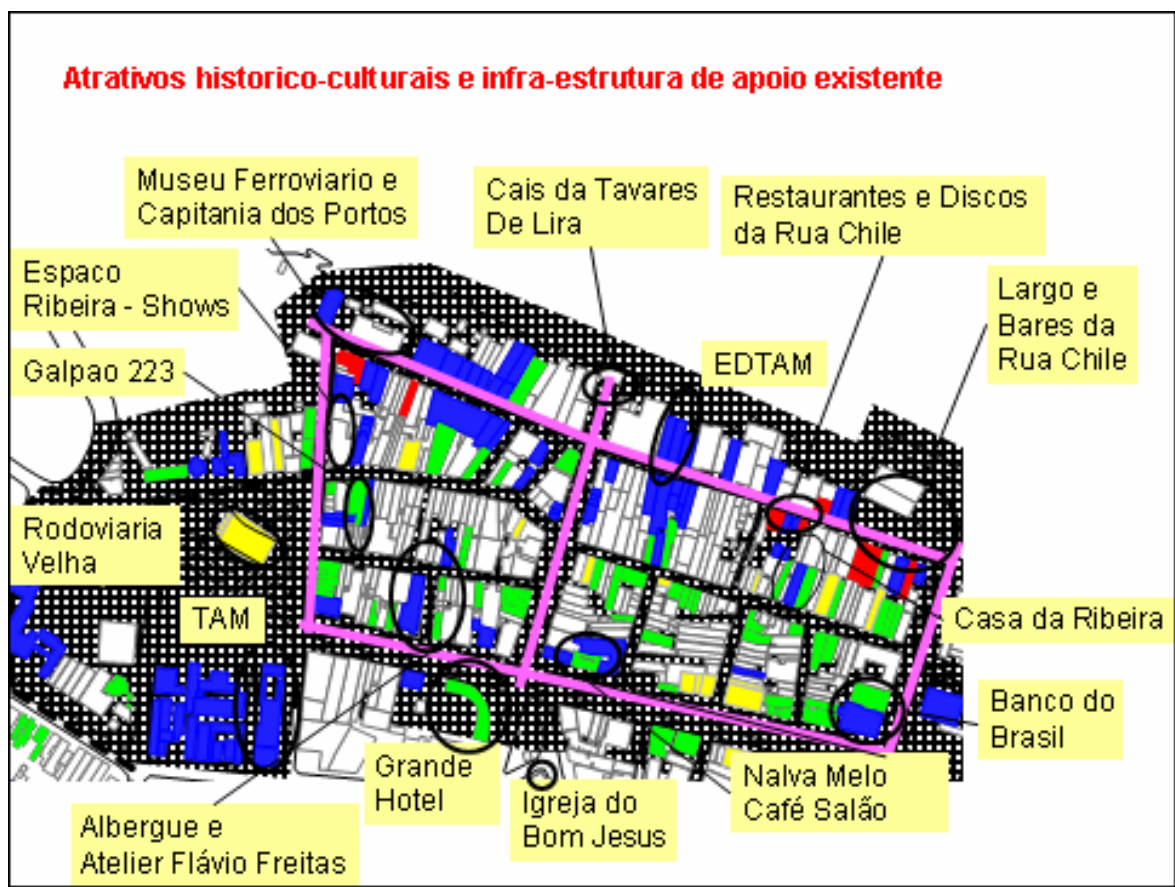 Atrativos historico-culturais e infra-estrutura de apoio existente
Museu Ferroviario e
Capitania dos Portos
Cais da Tavares
De Lira
Restaurantes e Discos
da Rua Chile
Espaco
Ribeira - Shows
Largo e
Bares da
Rua Chile
Galpao 223
EDTAM
Rodoviaria
Velha
TAM
Casa da Ribeira
Banco do
Brasil
Grande
Hotel
Nalva Melo
Café Salão
Igreja do
Bom Jesus
Albergue e
Atelier Flávio Freitas